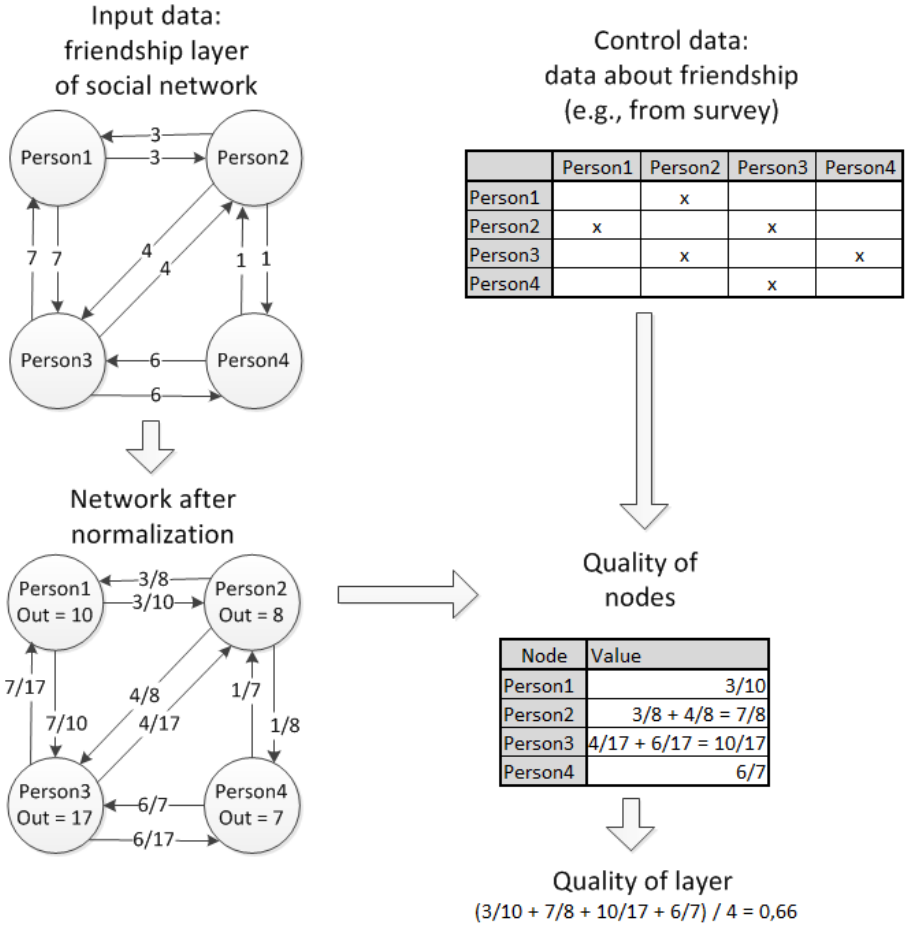 Input data:
friendship layer
of social network
3
Person1 3 Person2
7 7 4 4 1 1
Person3 6 Person4
6
Control data:
data about friendship
(e.g., from survey)
Person1 Person2 Person3 Person4
Person1 x
Person2 x x
Person3 x x
Person4 x
Network after
normalization
Person1 3/8 Person2
Out = 10 3/10 Out = 8
7/17 4/8 1/7
7/10 4/17 1/8
Person3 Person4
Out = 17 6/7 Out = 7
6/17
Quality of
nodes
Node Value
Person1 3/10
Person2 3/8 + 4/8 = 7/8
Person3 4/17 + 6/17 = 10/17
Person4 6/7
Quality of layer
(3/10 + 7/8 + 10/17 + 6/7) / 4 = 0,66